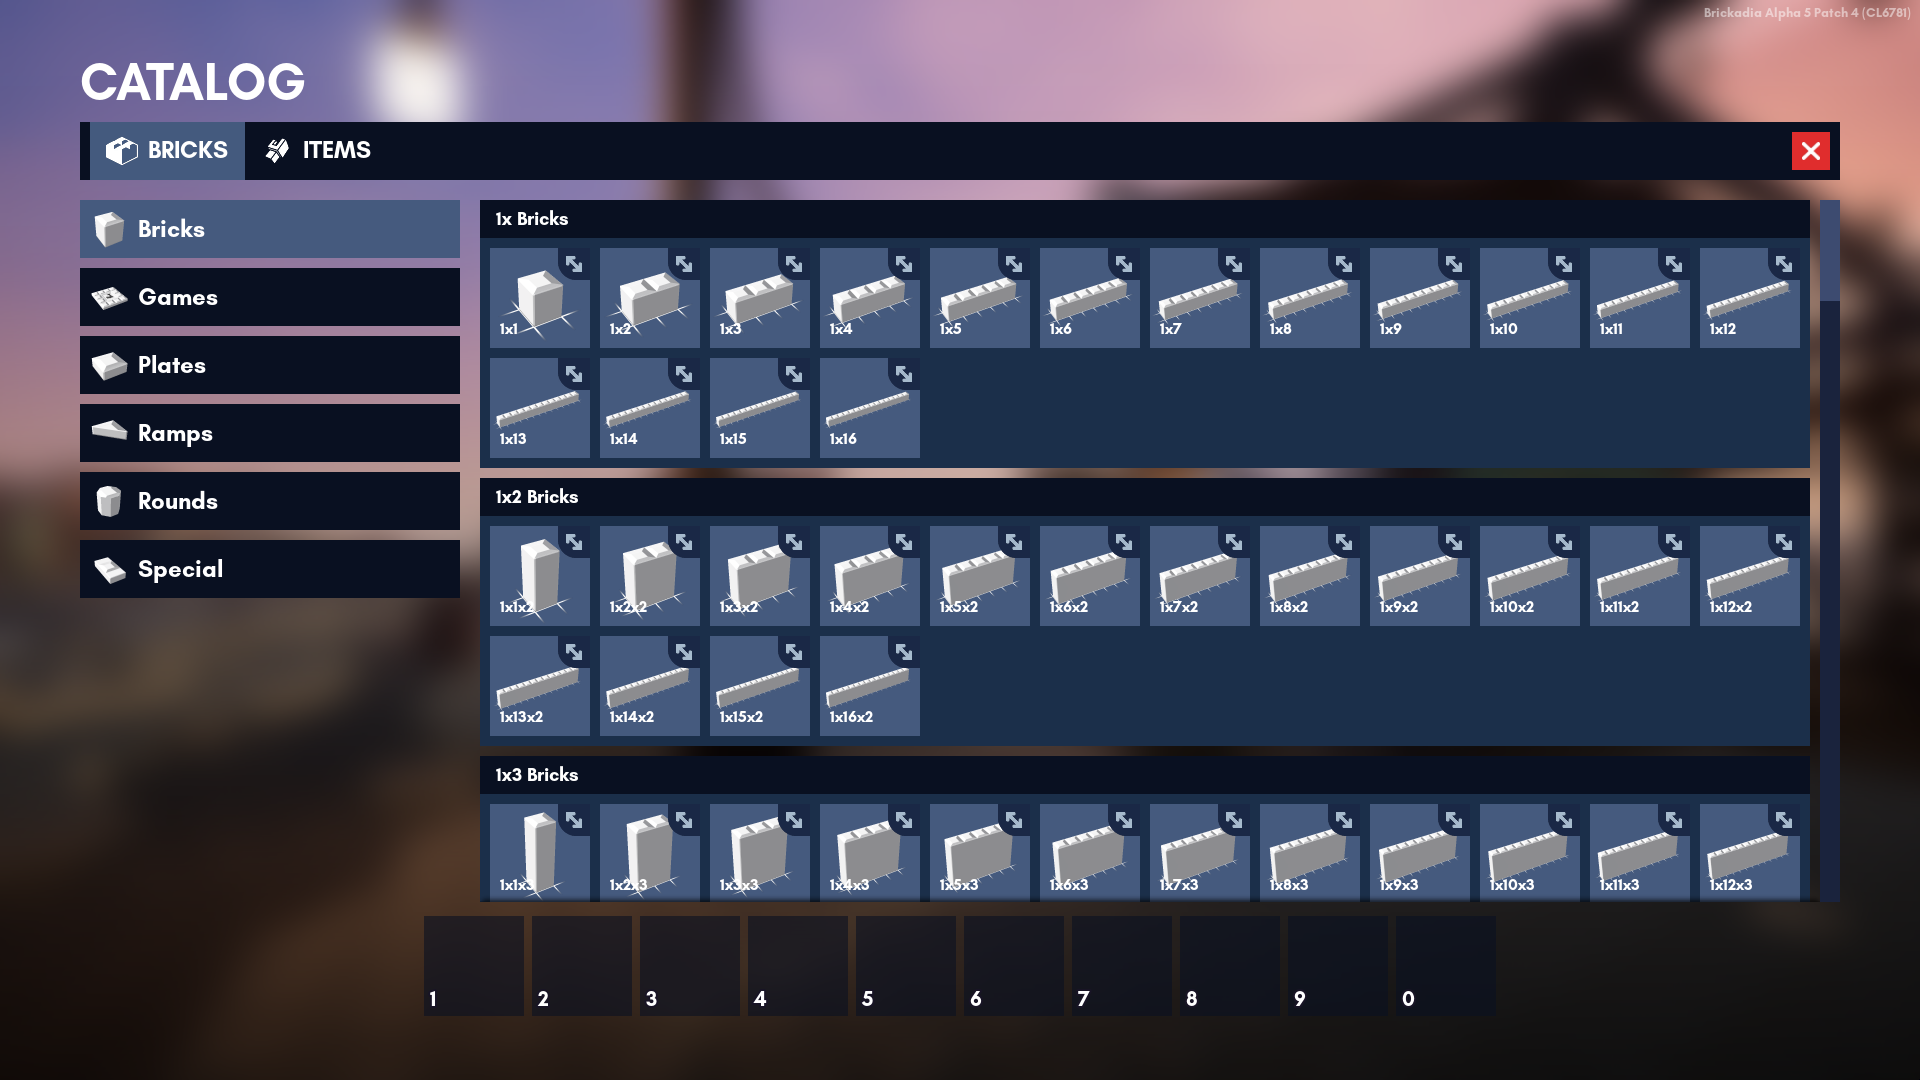 Brickadia Alpha 5 Patch 4 (CL6781)
CATALOG
BRICKS
ITEMS
Bricks
Games
Plates
Ramps
Rounds
Special
1x Bricks
1x1
1x2
1x3
1x4
1x5
1x6
1x7
1x8
1x9
1x10
1x11
1x12
1x13
1x14
1x15
1x16
1x2 Bricks
1x1x2
1x2x2
1x3x2
1x4x2
1x5x2
1x6x2
1x7x2
1x8x2
1x9x2
1x10x2
1x11x2
1x12x2
1x13x2
1x14x2
1x15x2
1x16x2
1x3 Bricks
1x1x3
1x2x3
1x3x3
1x4x3
1x5x3
1x6x3
1x7x3
1x8x3
1x9x3
1x10x3
1x11x3
1x12x3
1
2
3
4
5
6
7
8
9
0